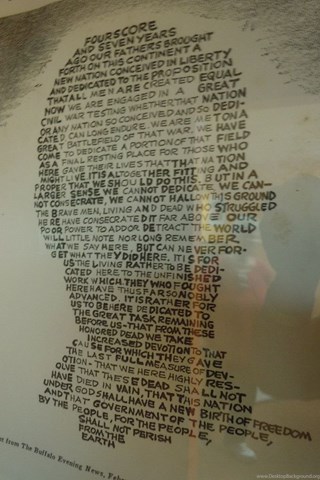 FOURSCORE
AND SEVEN YEARS
AGO OUR FATHERS BROUGHT
FORTH ON THIS CONTINENT A
NEW NATION CONCEIVED IN LIBERTY
AND DEDICATED TO THE PROPOSITION
THAT ALL MEN ARE CREATED EQUAL
NOW WE ARE ENGAGED IN A GREAT
CIVIL WAR TESTING WHETHER THAT NATION
OR ANY NATION SO CONCEIVED AND SO DEDI-
CATED CAN LONG ENDURE. WE ARE MET ON A
GREAT BATTLEFIELD OF THAT WAR. WE HAVE
COME TO DEDICATE A PORTION OF THAT FIELD
AS A FINAL RESTING PLACE FOR THOSE WHO
HERE GAVE THEIR LIVES THAT THAT NATION
MIGHT LIVE IT IS ALTOGETHER FITTING AND
PROPER THAT WE SHOULD DO THIS, BUT IN A
LARGER SENSE WE CANNOT DEDICATE, WE CAN-
NOT CONSECRATE, WE CANNOT HALLOW THIS GROUND
THE BRAVE MEN, LIVING AND DEAD WHO STRUGGLED
HERE HAVE CONSECRATED IT FAR ABOVE OUR
POOR POWER TO ADD OR DETRACT THE WORLD
WILL LITTLE NOTE NOR LONG REMEMBER
WHAT WE SAY HERE, BUT CAN NEVER FOR-
GET WHAT THEY DID HERE. IT IS FOR
US THE LIVING RATHER TO BE DEDI-
CATED HERE TO THE UNFINISHED
WORK WHICH THEY WHO FOUGHT
HERE HAVE THUS FAR SO NOBLY
ADVANCED. IT IS RATHER FOR
US TO BE HERE DEDICATED TO
THE GREAT TASK REMAINING
BEFORE US - THAT FROM THESE
HONORED DEAD WE TAKE
INCREASED DEVOTION TO THAT
CAUSE FOR WHICH THEY GAVE
THE LAST FULL MEASURE OF DEV-
OTION - THAT WE HERE HIGHLY RES-
OLVE THAT THESE DEAD SHALL NOT
HAVE DIED IN VAIN, THAT THIS NATION
UNDER GOD SHALL HAVE A NEW BIRTH OF FREEDOM
AND THAT GOVERNMENT OF THE PEOPLE,
BY THE PEOPLE, FOR THE PEOPLE,
SHALL NOT PERISH
FROM THE
EARTH
from The Buffalo Evening News,